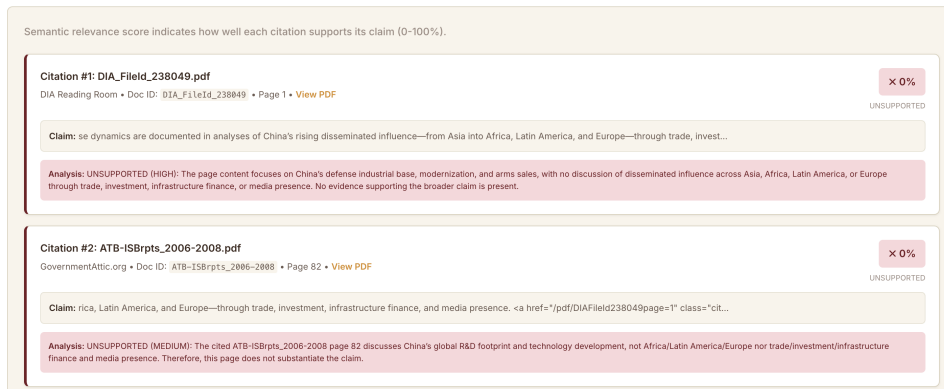 Semantic relevance score indicates how well each citation supports its claim (0-100%).
Citation #1: DIA_FileId_238049.pdf
DIA Reading Room • Doc ID: DIA_FileId_238049 • Page 1 • View PDF
✕ 0%
UNSUPPORTED
Claim: se dynamics are documented in analyses of China's rising disseminated influence—from Asia into Africa, Latin America, and Europe—through trade, invest...
Analysis: UNSUPPORTED (HIGH): The page content focuses on China's defense industrial base, modernization, and arms sales, with no discussion of disseminated influence across Asia, Africa, Latin America, or Europe
through trade, investment, infrastructure finance, or media presence. No evidence supporting the broader claim is present.
Citation #2: ATB-ISBrpts_2006-2008.pdf
GovernmentAttic.org • Doc ID: ATB-ISBrpts_2006-2008 • Page 82 • View PDF
✕ 0%
UNSUPPORTED
Claim: rica, Latin America, and Europe—through trade, investment, infrastructure finance, and media presence. <a href="/pdf/DIAFileId238049page=1" class="cit...
Analysis: UNSUPPORTED (MEDIUM): The cited ATB-ISBrpts_2006-2008 page 82 discusses China's global R&D footprint and technology development, not Africa/Latin America/Europe nor trade/investment/infrastructure
finance and media presence. Therefore, this page does not substantiate the claim.